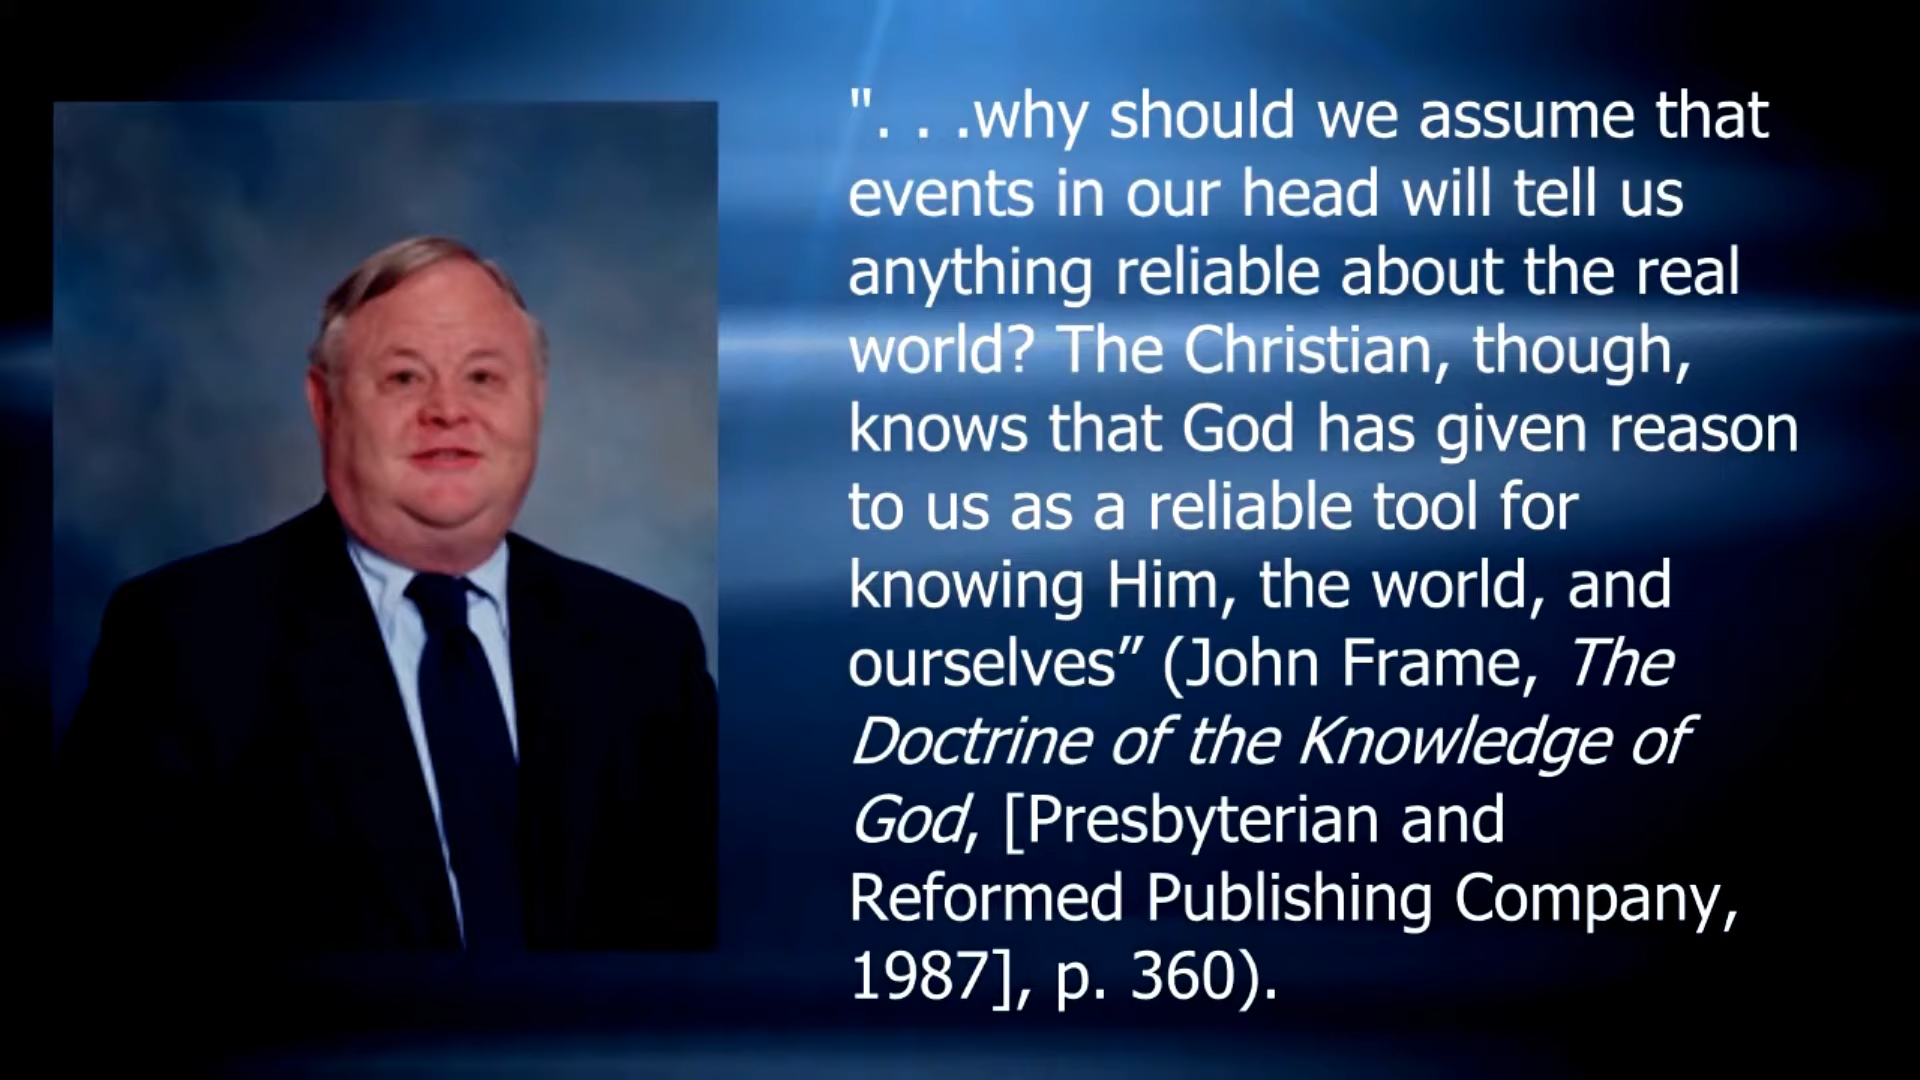 ". . .why should we assume that
events in our head will tell us
anything reliable about the real
world? The Christian, though,
knows that God has given reason
to us as a reliable tool for
knowing Him, the world, and
ourselves” (John Frame, The
Doctrine of the Knowledge of
God, [Presbyterian and
Reformed Publishing Company,
1987], p. 360).